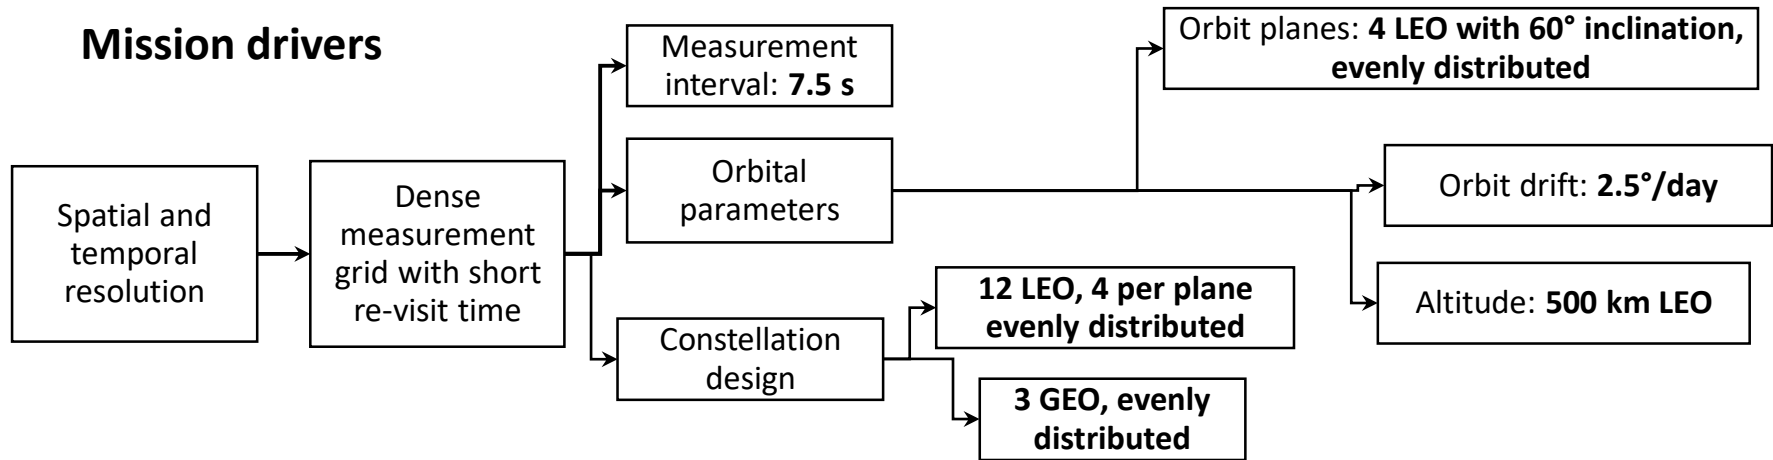 Mission drivers
Spatial and
temporal
resolution
Dense
measurement
grid with short
re-visit time
Measurement
interval: 7.5 s
Orbital
parameters
Constellation
design
Orbit planes: 4 LEO with 60° inclination,
evenly distributed
Orbit drift: 2.5°/day
Altitude: 500 km LEO
12 LEO, 4 per plane
evenly distributed
3 GEO, evenly
distributed